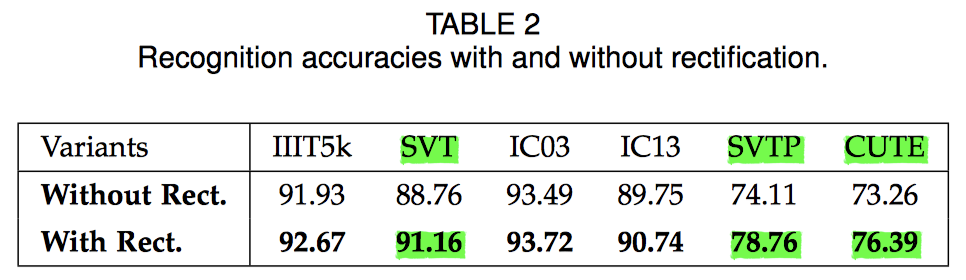 TABLE 2
Recognition accuracies with and without rectification.
Variants IIIT5k SVT IC03 IC13 SVTP CUTE
Without Rect. 91.93 88.76 93.49 89.75 74.11 73.26
With Rect. 92.67 91.16 93.72 90.74 78.76 76.39